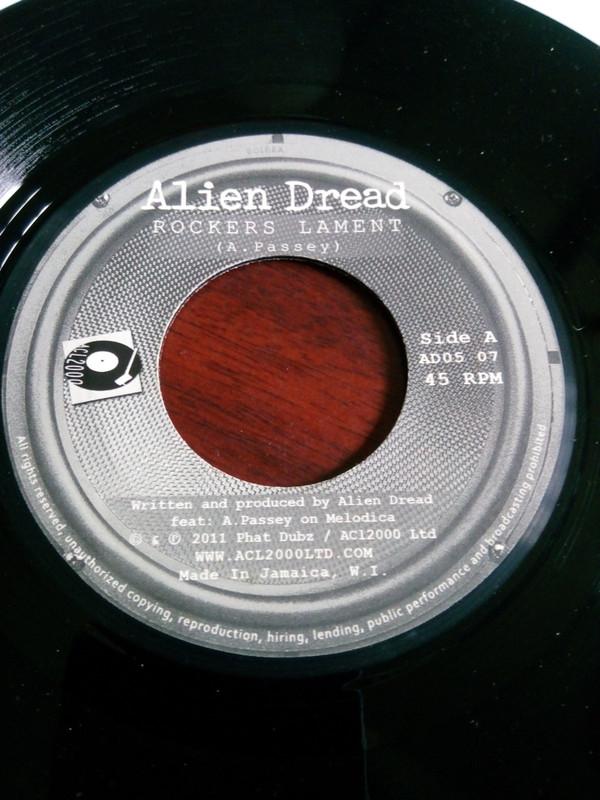 Alien Dread
ROCKERS LAMENT
(A.Passey)
ACL2000
Side A
AD05 07
45 RPM
Written and produced by Alien Dread
feat: A.Passey on Melodica
© & ℗ 2011 Phat Dubz / ACl2000 Ltd
WWW.ACL2000LTD.COM
Made In Jamaica, W.I.
All rights reserved, unauthorized copying, reproduction, hiring, lending, public performance and broadcasting prohibited